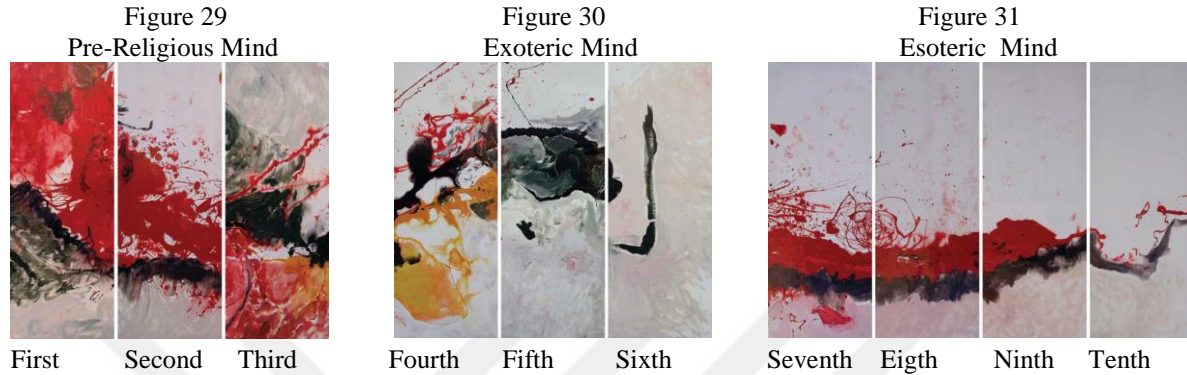 Figure 29 Figure 30 Figure 31
Pre-Religious Mind Exoteric Mind Esoteric Mind
First Second Third Fourth Fifth Sixth Seventh Eigth Ninth Tenth